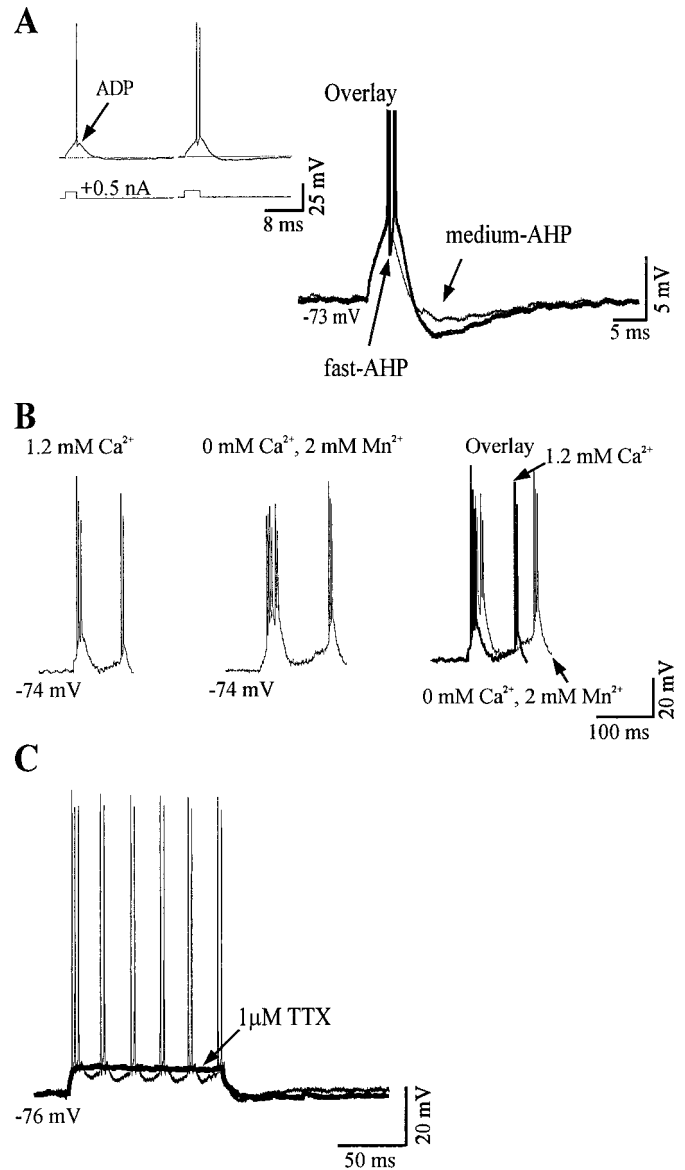 A
ADP
+0.5 nA
25 mV
8 ms
Overlay
medium-AHP
-73 mV
fast-AHP
5 mV
5 ms
B
1.2 mM Ca²⁺
0 mM Ca²⁺, 2 mM Mn²⁺
Overlay
1.2 mM Ca²⁺
-74 mV
-74 mV
0 mM Ca²⁺, 2 mM Mn²⁺
20 mV
100 ms
C
1µM TTX
-76 mV
20 mV
50 ms